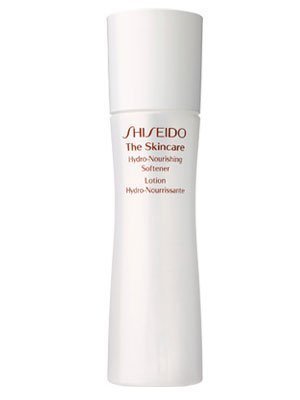 SHISEIDO
The Skincare
Hydro-Nourishing
Softener
Lotion
Hydro-Nourrissante